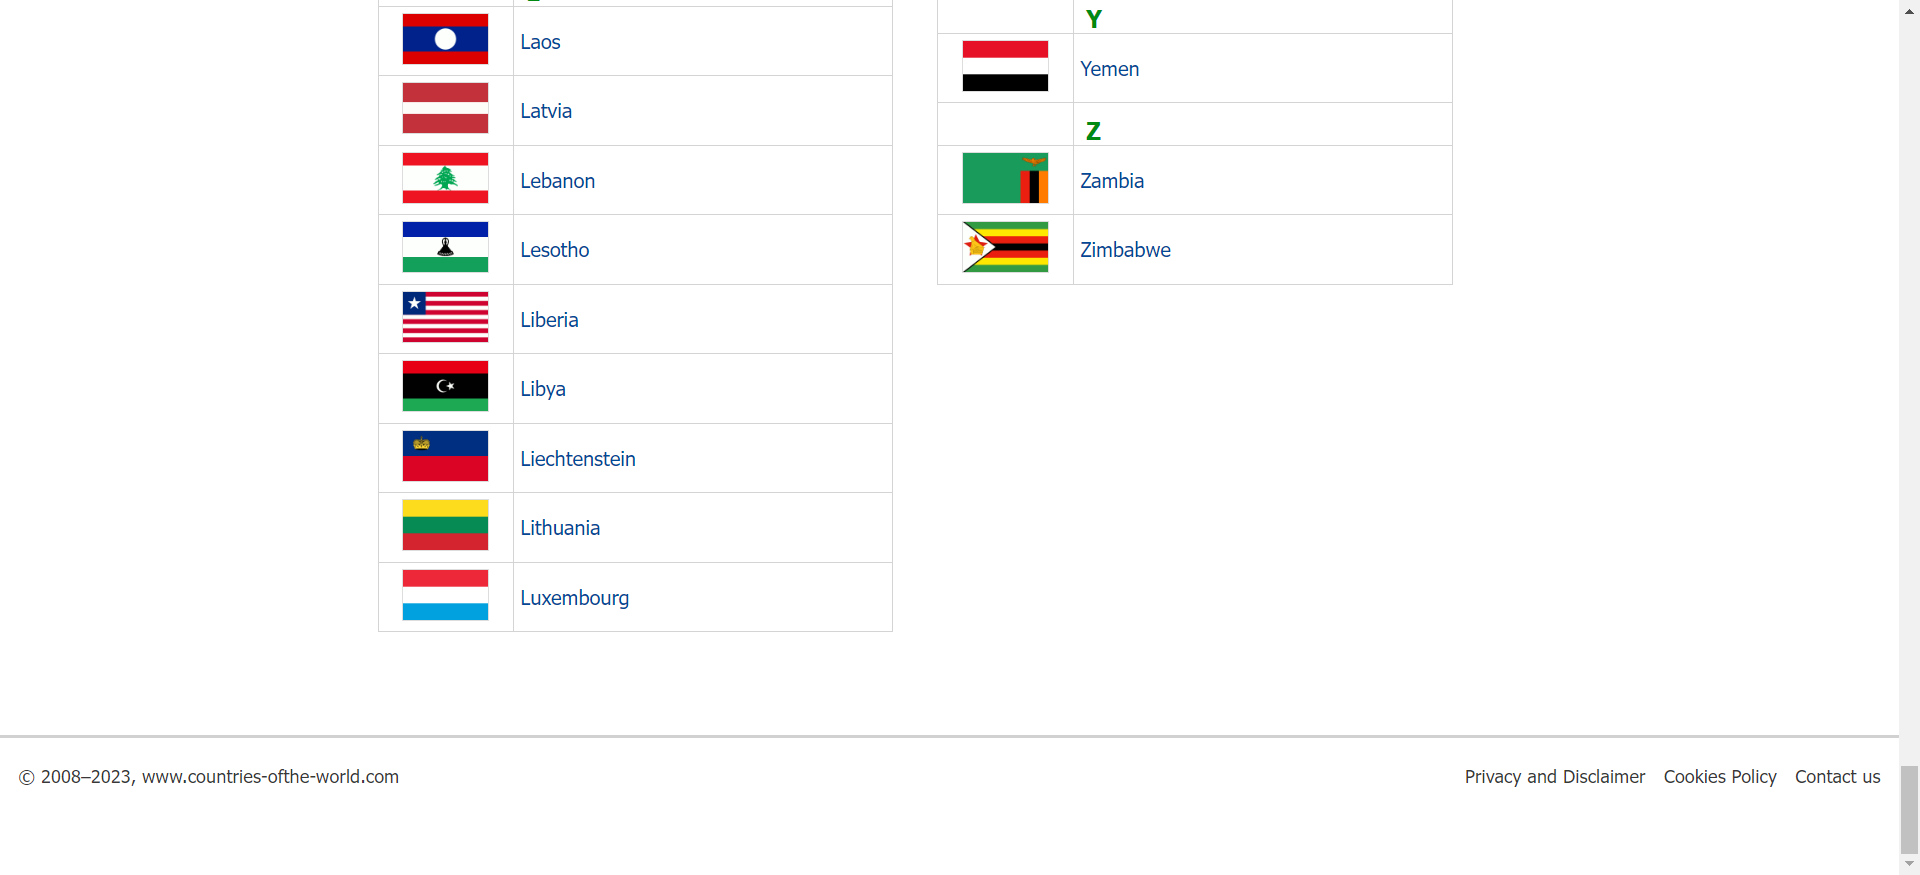 Laos
Latvia
Lebanon
Lesotho
Liberia
Libya
Liechtenstein
Lithuania
Luxembourg
Y
Yemen
Z
Zambia
Zimbabwe
© 2008–2023, www.countries-ofthe-world.com
Privacy and Disclaimer Cookies Policy Contact us